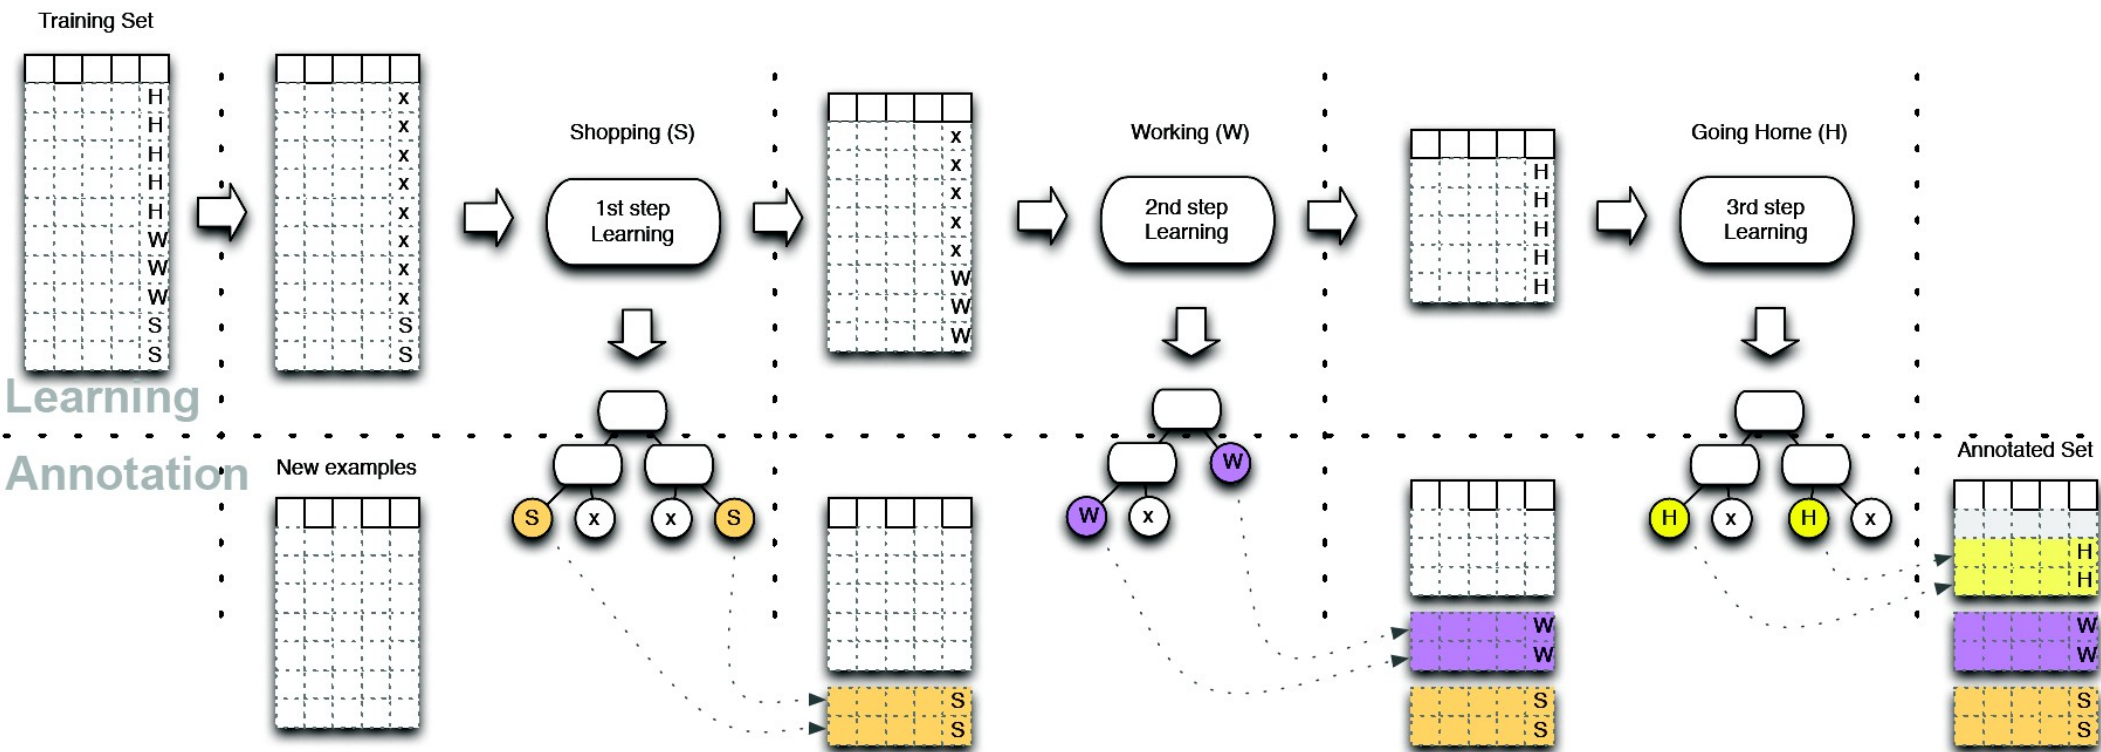 Training Set
H
H
H
H
H
W
W
W
S
S
x
x
x
x
x
x
x
x
S
S
Shopping (S)
1st step
Learning
x
x
x
x
x
W
W
W
Working (W)
2nd step
Learning
H
H
H
H
H
Going Home (H)
3rd step
Learning
Learning
Annotation
New examples
S x x S
S
S
W
W x
W
W
S
S
H x H x
Annotated Set
H
H
W
W
S
S